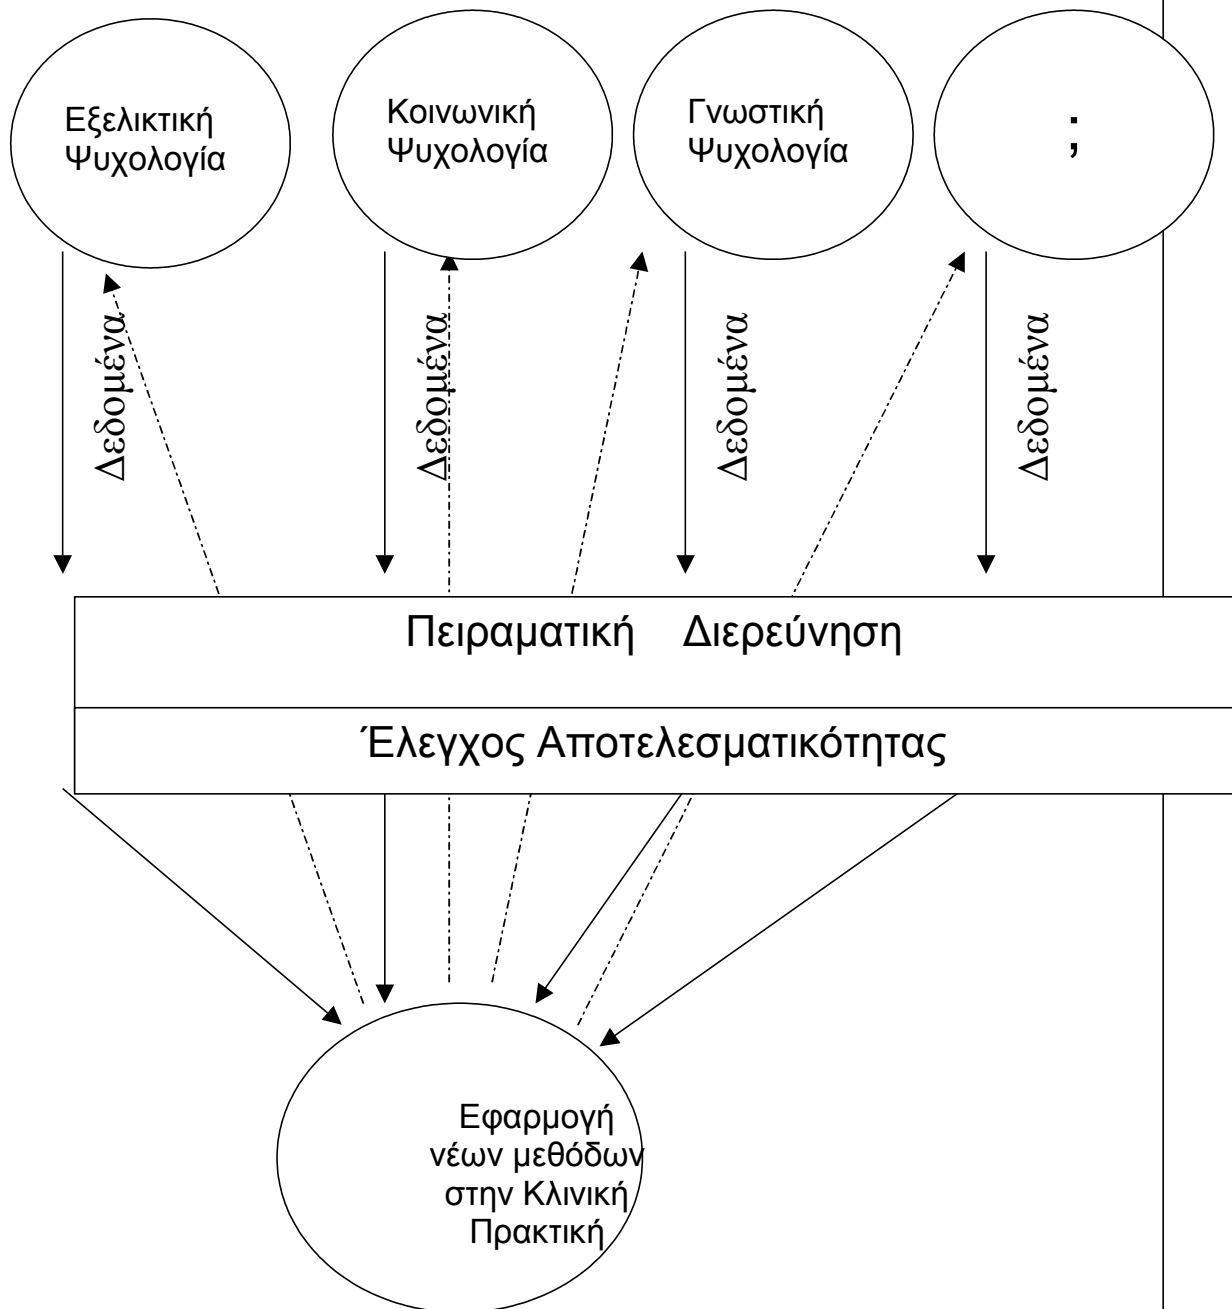 Εξελικτική
Ψυχολογία
Κοινωνική
Ψυχολογία
Γνωστική
Ψυχολογία
;
Δεδομένα
Δεδομένα
Δεδομένα
Δεδομένα
Πειραματική Διερεύνηση
Έλεγχος Αποτελεσματικότητας
Εφαρμογή
νέων μεθόδων
στην Κλινική
Πρακτική